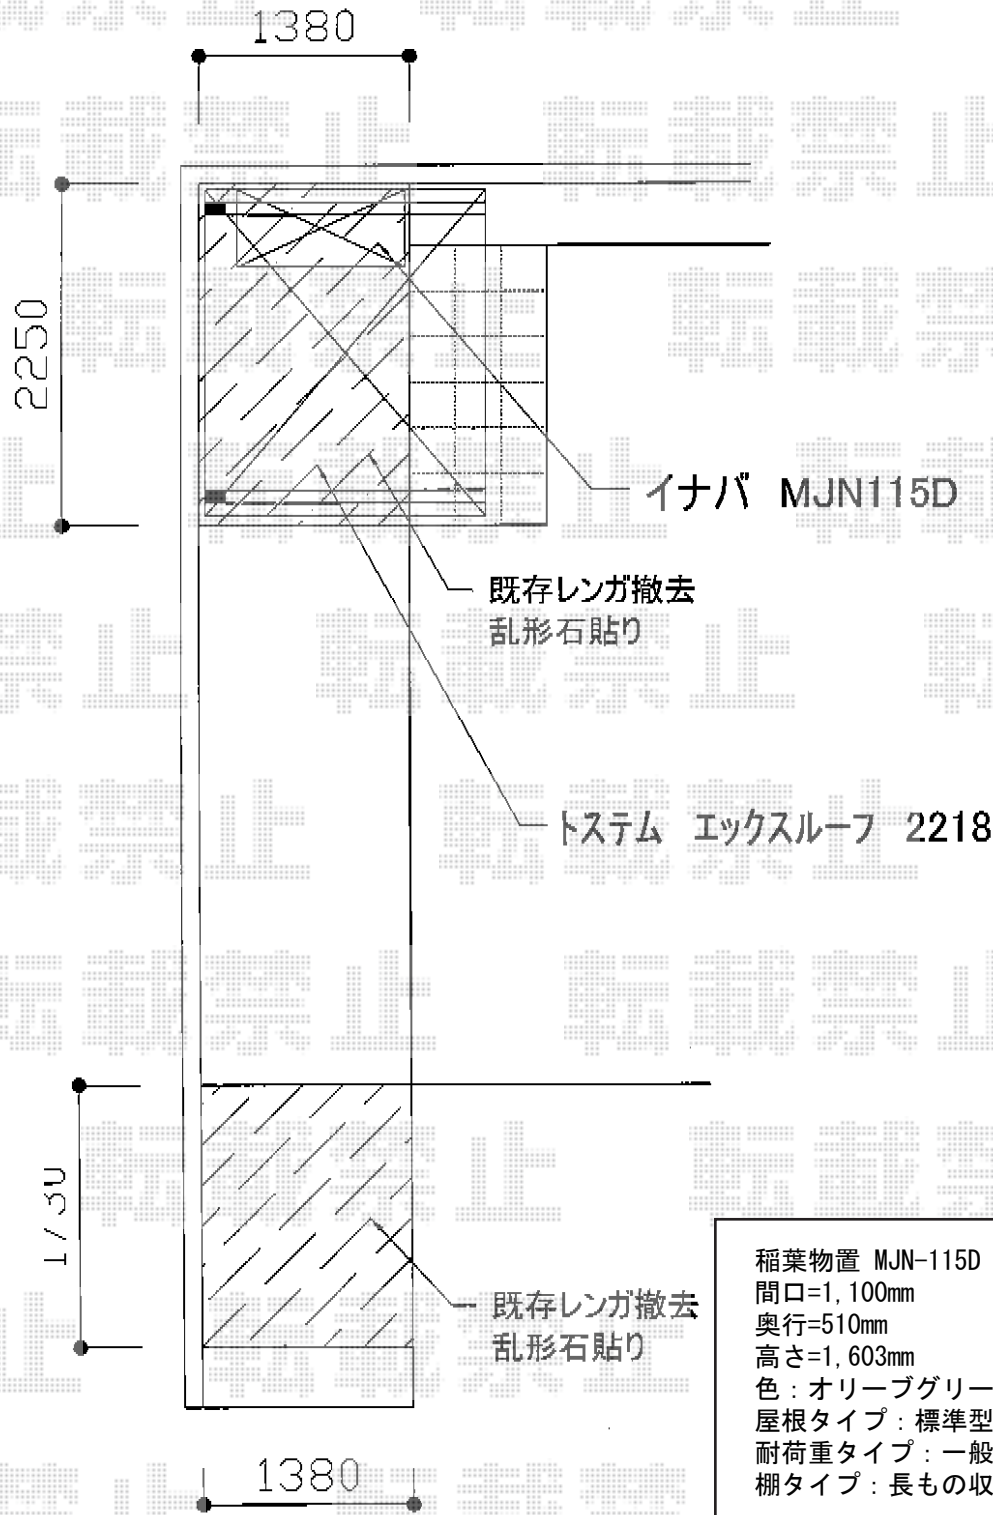 1380
2250
イナバ MJN115D
既存レンガ撤去
乱形石貼り
トステム エックスルーフ 2218
1730
既存レンガ撤去
乱形石貼り
稲葉物置 MJN-115D
間口=1,100mm
奥行=510mm
高さ=1,603mm
色：オリーブグリー
屋根タイプ：標準型
耐荷重タイプ：一般
棚タイプ：長もの収
1380
転載禁止